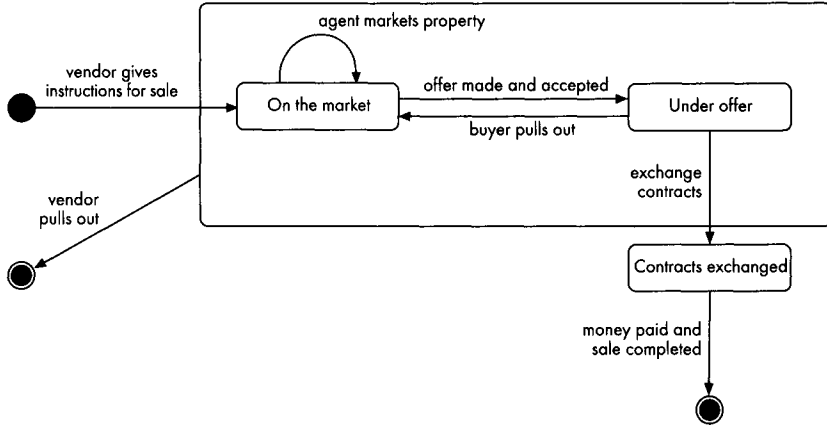 agent markets property
vendor gives
instructions for sale
On the market
offer made and accepted
Under offer
buyer pulls out
exchange
contracts
vendor
pulls out
Contracts exchanged
money paid and
sale completed